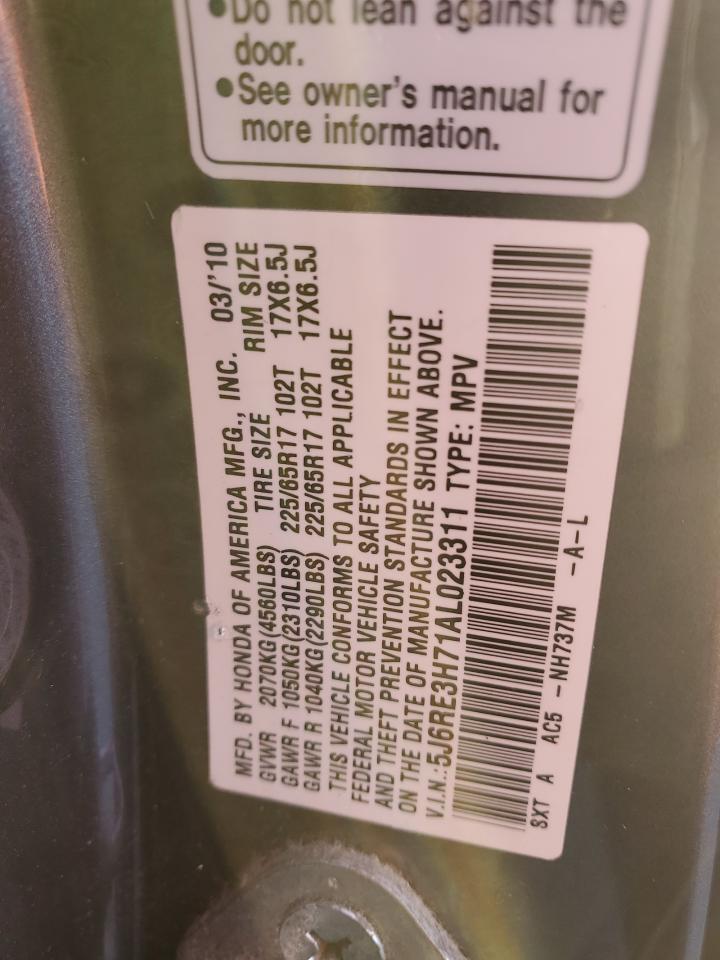 ●Do not lean against the
door.
●See owner's manual for
more information.
MFD. BY HONDA OF AMERICA MFG., INC. 03/'10
GVWR 2070KG(4560LBS) TIRE SIZE RIM SIZE
GAWR F 1050KG(2310LBS) 225/65R17 102T 17X6.5J
GAWR R 1040KG(2290LBS) 225/65R17 102T 17X6.5J
THIS VEHICLE CONFORMS TO ALL APPLICABLE
FEDERAL MOTOR VEHICLE SAFETY
AND THEFT PREVENTION STANDARDS IN EFFECT
ON THE DATE OF MANUFACTURE SHOWN ABOVE.
V.I.N.:5J6RE3H71AL023311 TYPE: MPV
SXT A AC5 -NH737M -A-L